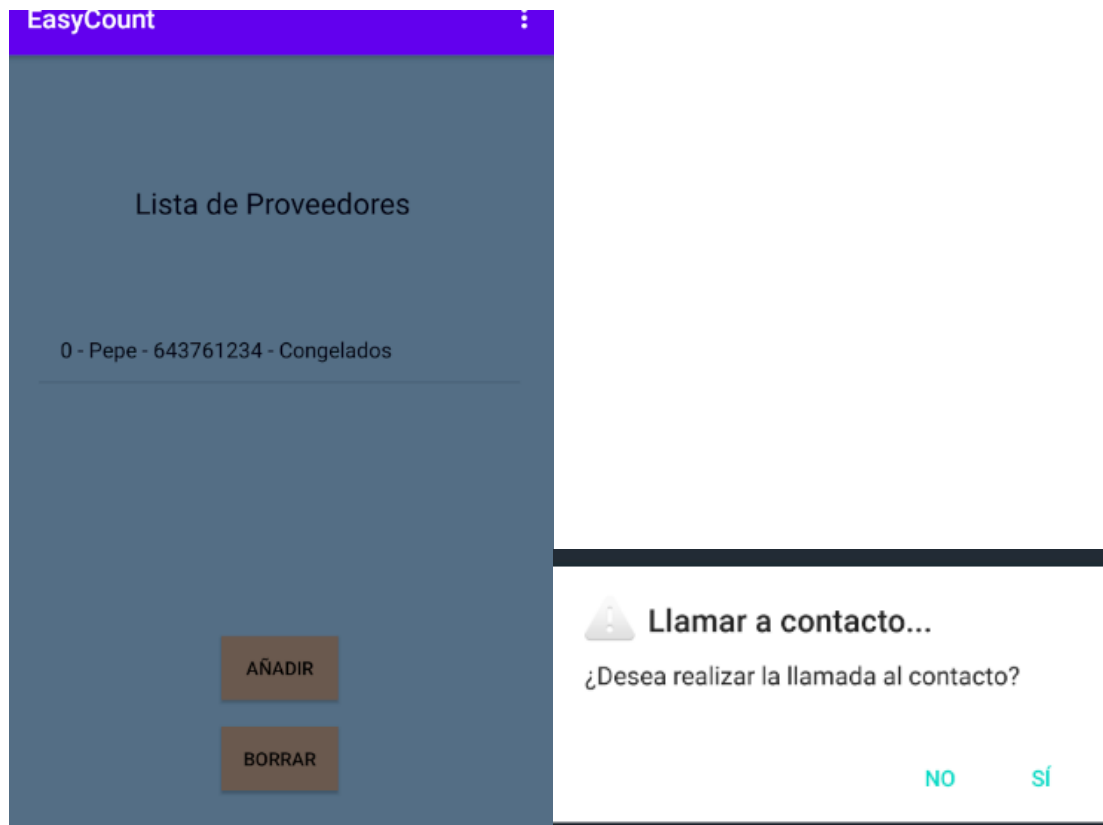 EasyCount
Lista de Proveedores
0 - Pepe - 643761234 - Congelados
AÑADIR
BORRAR
Llamar a contacto...
¿Desea realizar la llamada al contacto?
NO SÍ